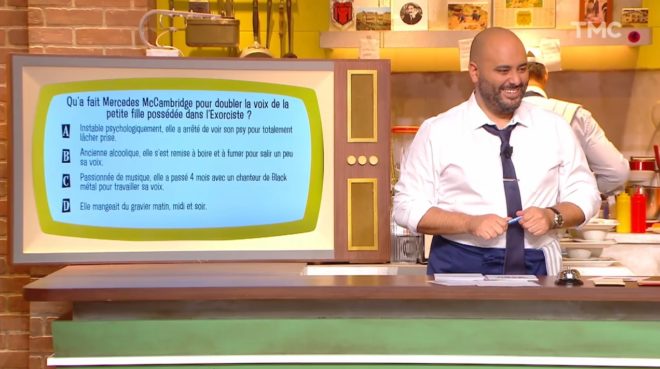 TMC
Qu'a fait Mercedes McCambridge pour doubler la voix de la
petite fille possédée dans l'Exorciste ?
A Instable psychologiquement, elle a arrêté de voir son psy pour totalement
lâcher prise.
B Ancienne alcoolique, elle s'est remise à boire et à fumer pour salir un peu
sa voix.
C Passionnée de musique, elle a passé 4 mois avec un chanteur de Black
métal pour travailler sa voix.
D Elle mangeait du gravier matin, midi et soir.